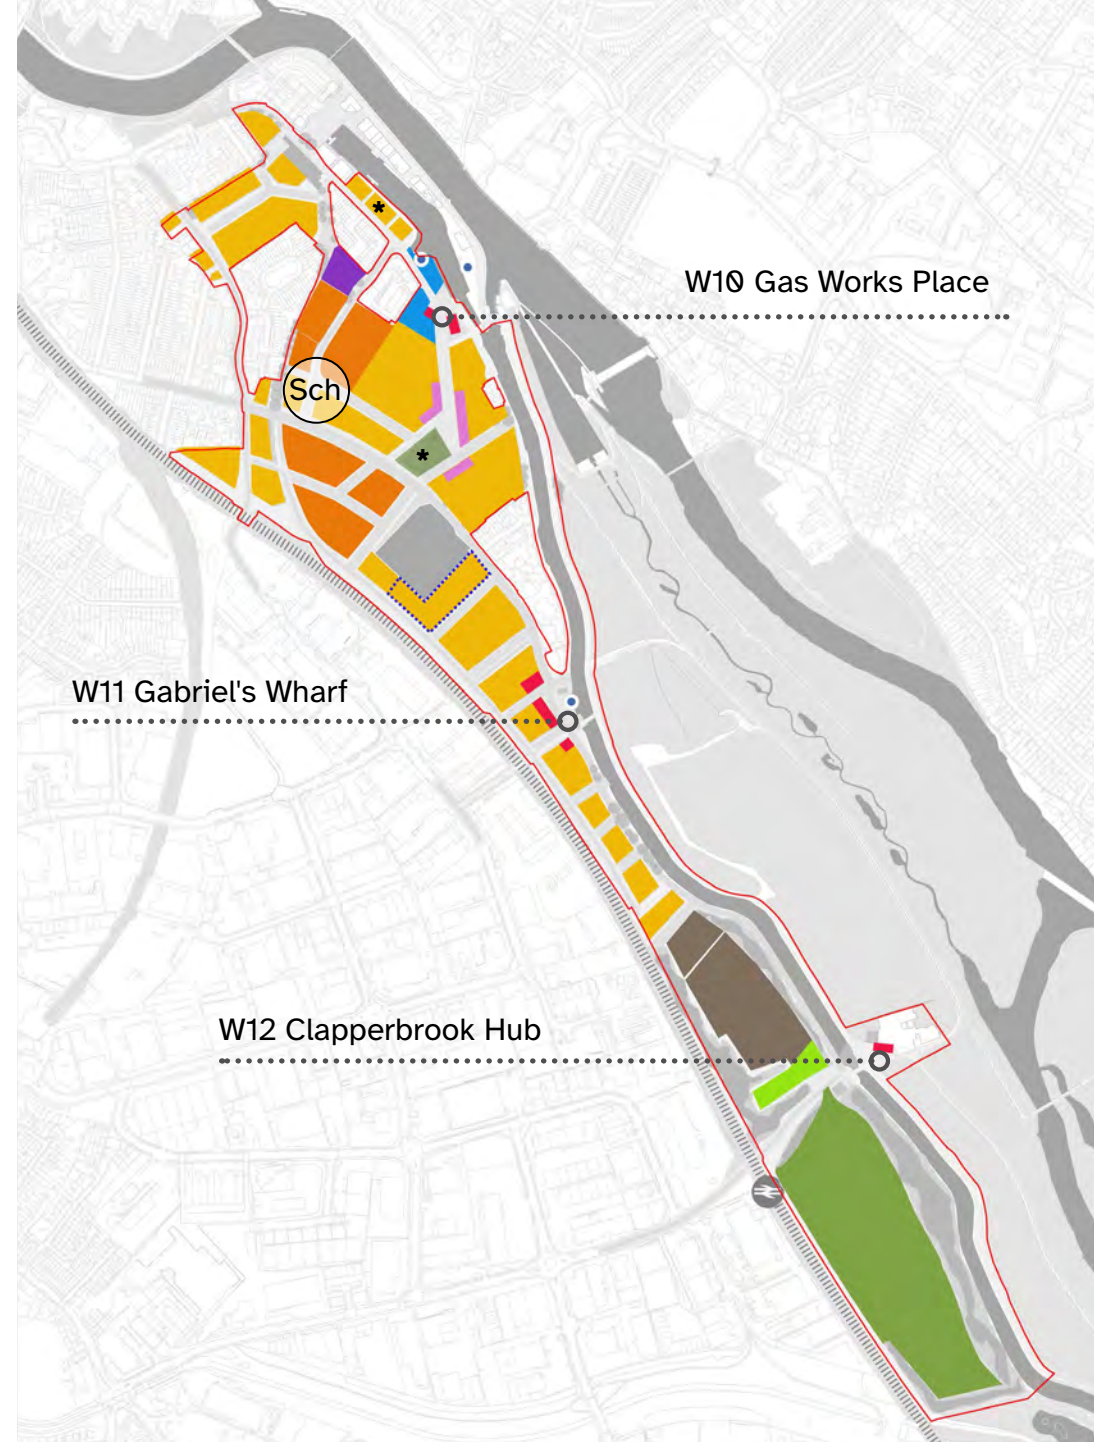 *
W10 Gas Works Place
Sch
*
W11 Gabriel's Wharf
W12 Clapperbrook Hub